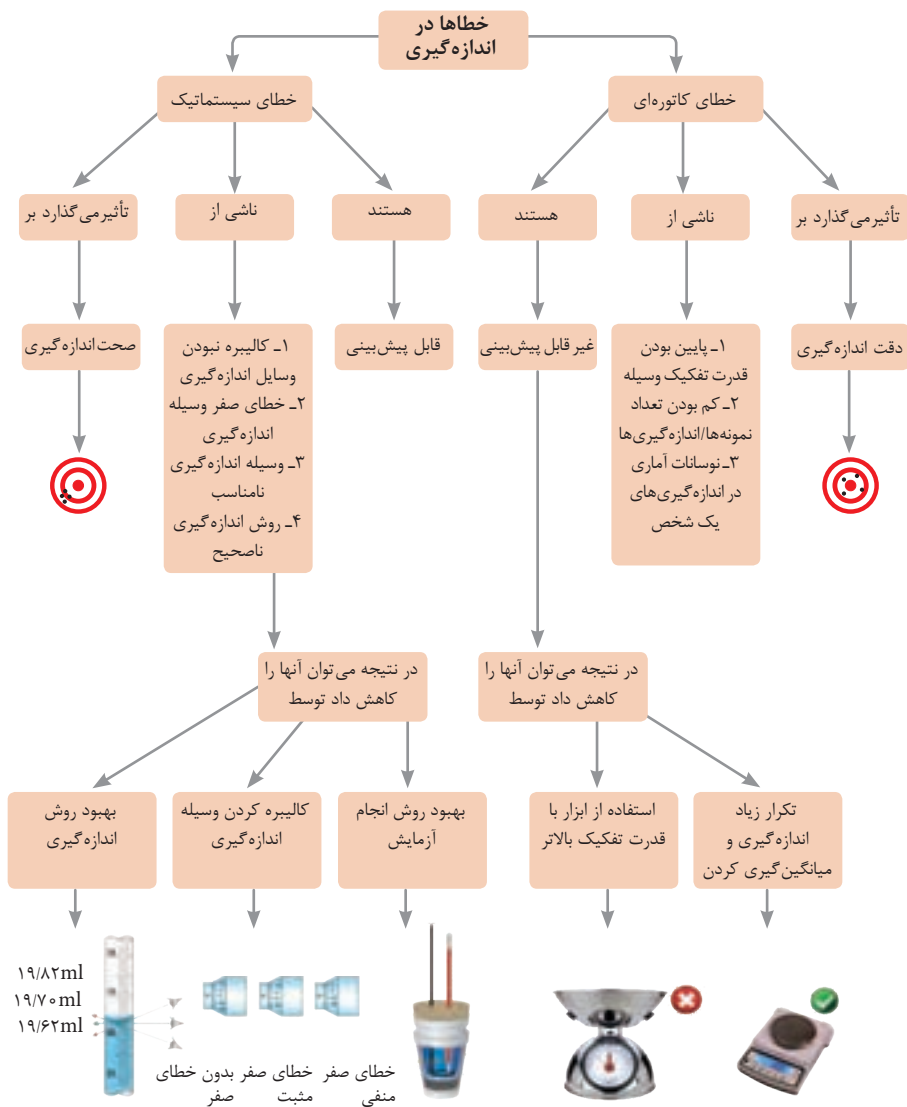 خطاها در
اندازه‌گیری
خطای کاتوره‌ای
خطای سیستماتیک
تأثیرمی‌گذارد بر
ناشی از
هستند
هستند
ناشی از
تأثیرمی‌گذارد بر
دقت اندازه‌گیری
۱ـ پایین بودن
قدرت تفکیک وسیله
۲ـ کم بودن تعداد
نمونه‌ها/اندازه‌گیری‌ها
۳ـ نوسانات آماری
در اندازه‌گیری‌های
یک شخص
غیر قابل پیش‌بینی
قابل پیش‌بینی
۱ـ کالیبره نبودن
وسایل اندازه‌گیری
۲ـ خطای صفر وسیله
اندازه‌گیری
۳ـ وسیله اندازه‌گیری
نامناسب
۴ـ روش اندازه‌گیری
ناصحیح
صحت اندازه‌گیری
در نتیجه می‌توان آنها را
کاهش داد توسط
در نتیجه می‌توان آنها را
کاهش داد توسط
تکرار زیاد
اندازه‌گیری و
میانگین‌گیری کردن
استفاده از ابزار با
قدرت تفکیک بالاتر
بهبود روش انجام
آزمایش
کالیبره کردن وسیله
اندازه‌گیری
بهبود روش
اندازه‌گیری
۱۹/۸۲ml
۱۹/۷۰ml
۱۹/۶۲ml
خطای صفر
منفی
خطای صفر
مثبت
بدون خطای
صفر